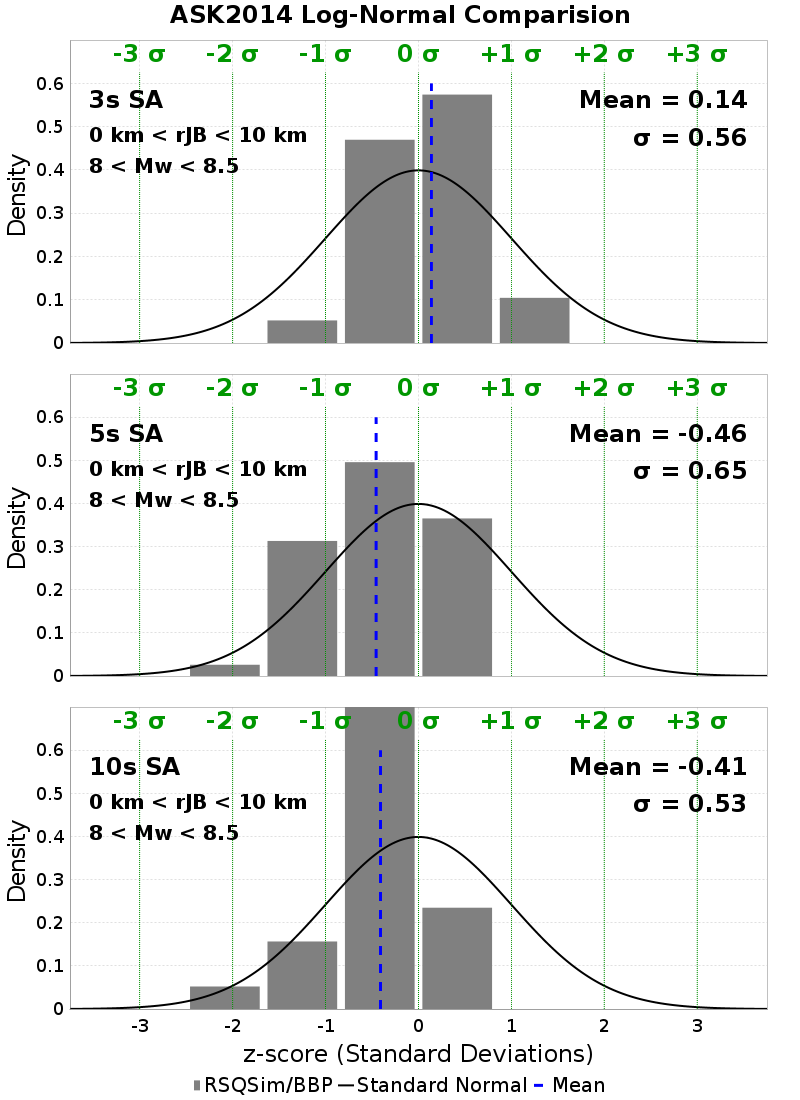 ASK2014 Log-Normal Comparision
-3 σ -2 σ -1 σ 0 σ +1 σ +2 σ +3 σ
0.6
0.5
0.4
0.3
0.2
0.1
0
Density
3s SA
0 km < rJB < 10 km
8 < Mw < 8.5
Mean = 0.14
σ = 0.56
-3 σ -2 σ -1 σ 0 σ +1 σ +2 σ +3 σ
0.6
0.5
0.4
0.3
0.2
0.1
0
Density
5s SA
0 km < rJB < 10 km
8 < Mw < 8.5
Mean = -0.46
σ = 0.65
-3 σ -2 σ -1 σ 0 σ +1 σ +2 σ +3 σ
0.6
0.5
0.4
0.3
0.2
0.1
0
Density
10s SA
0 km < rJB < 10 km
8 < Mw < 8.5
Mean = -0.41
σ = 0.53
-3 -2 -1 0 1 2 3
z-score (Standard Deviations)
RSQSim/BBP Standard Normal Mean